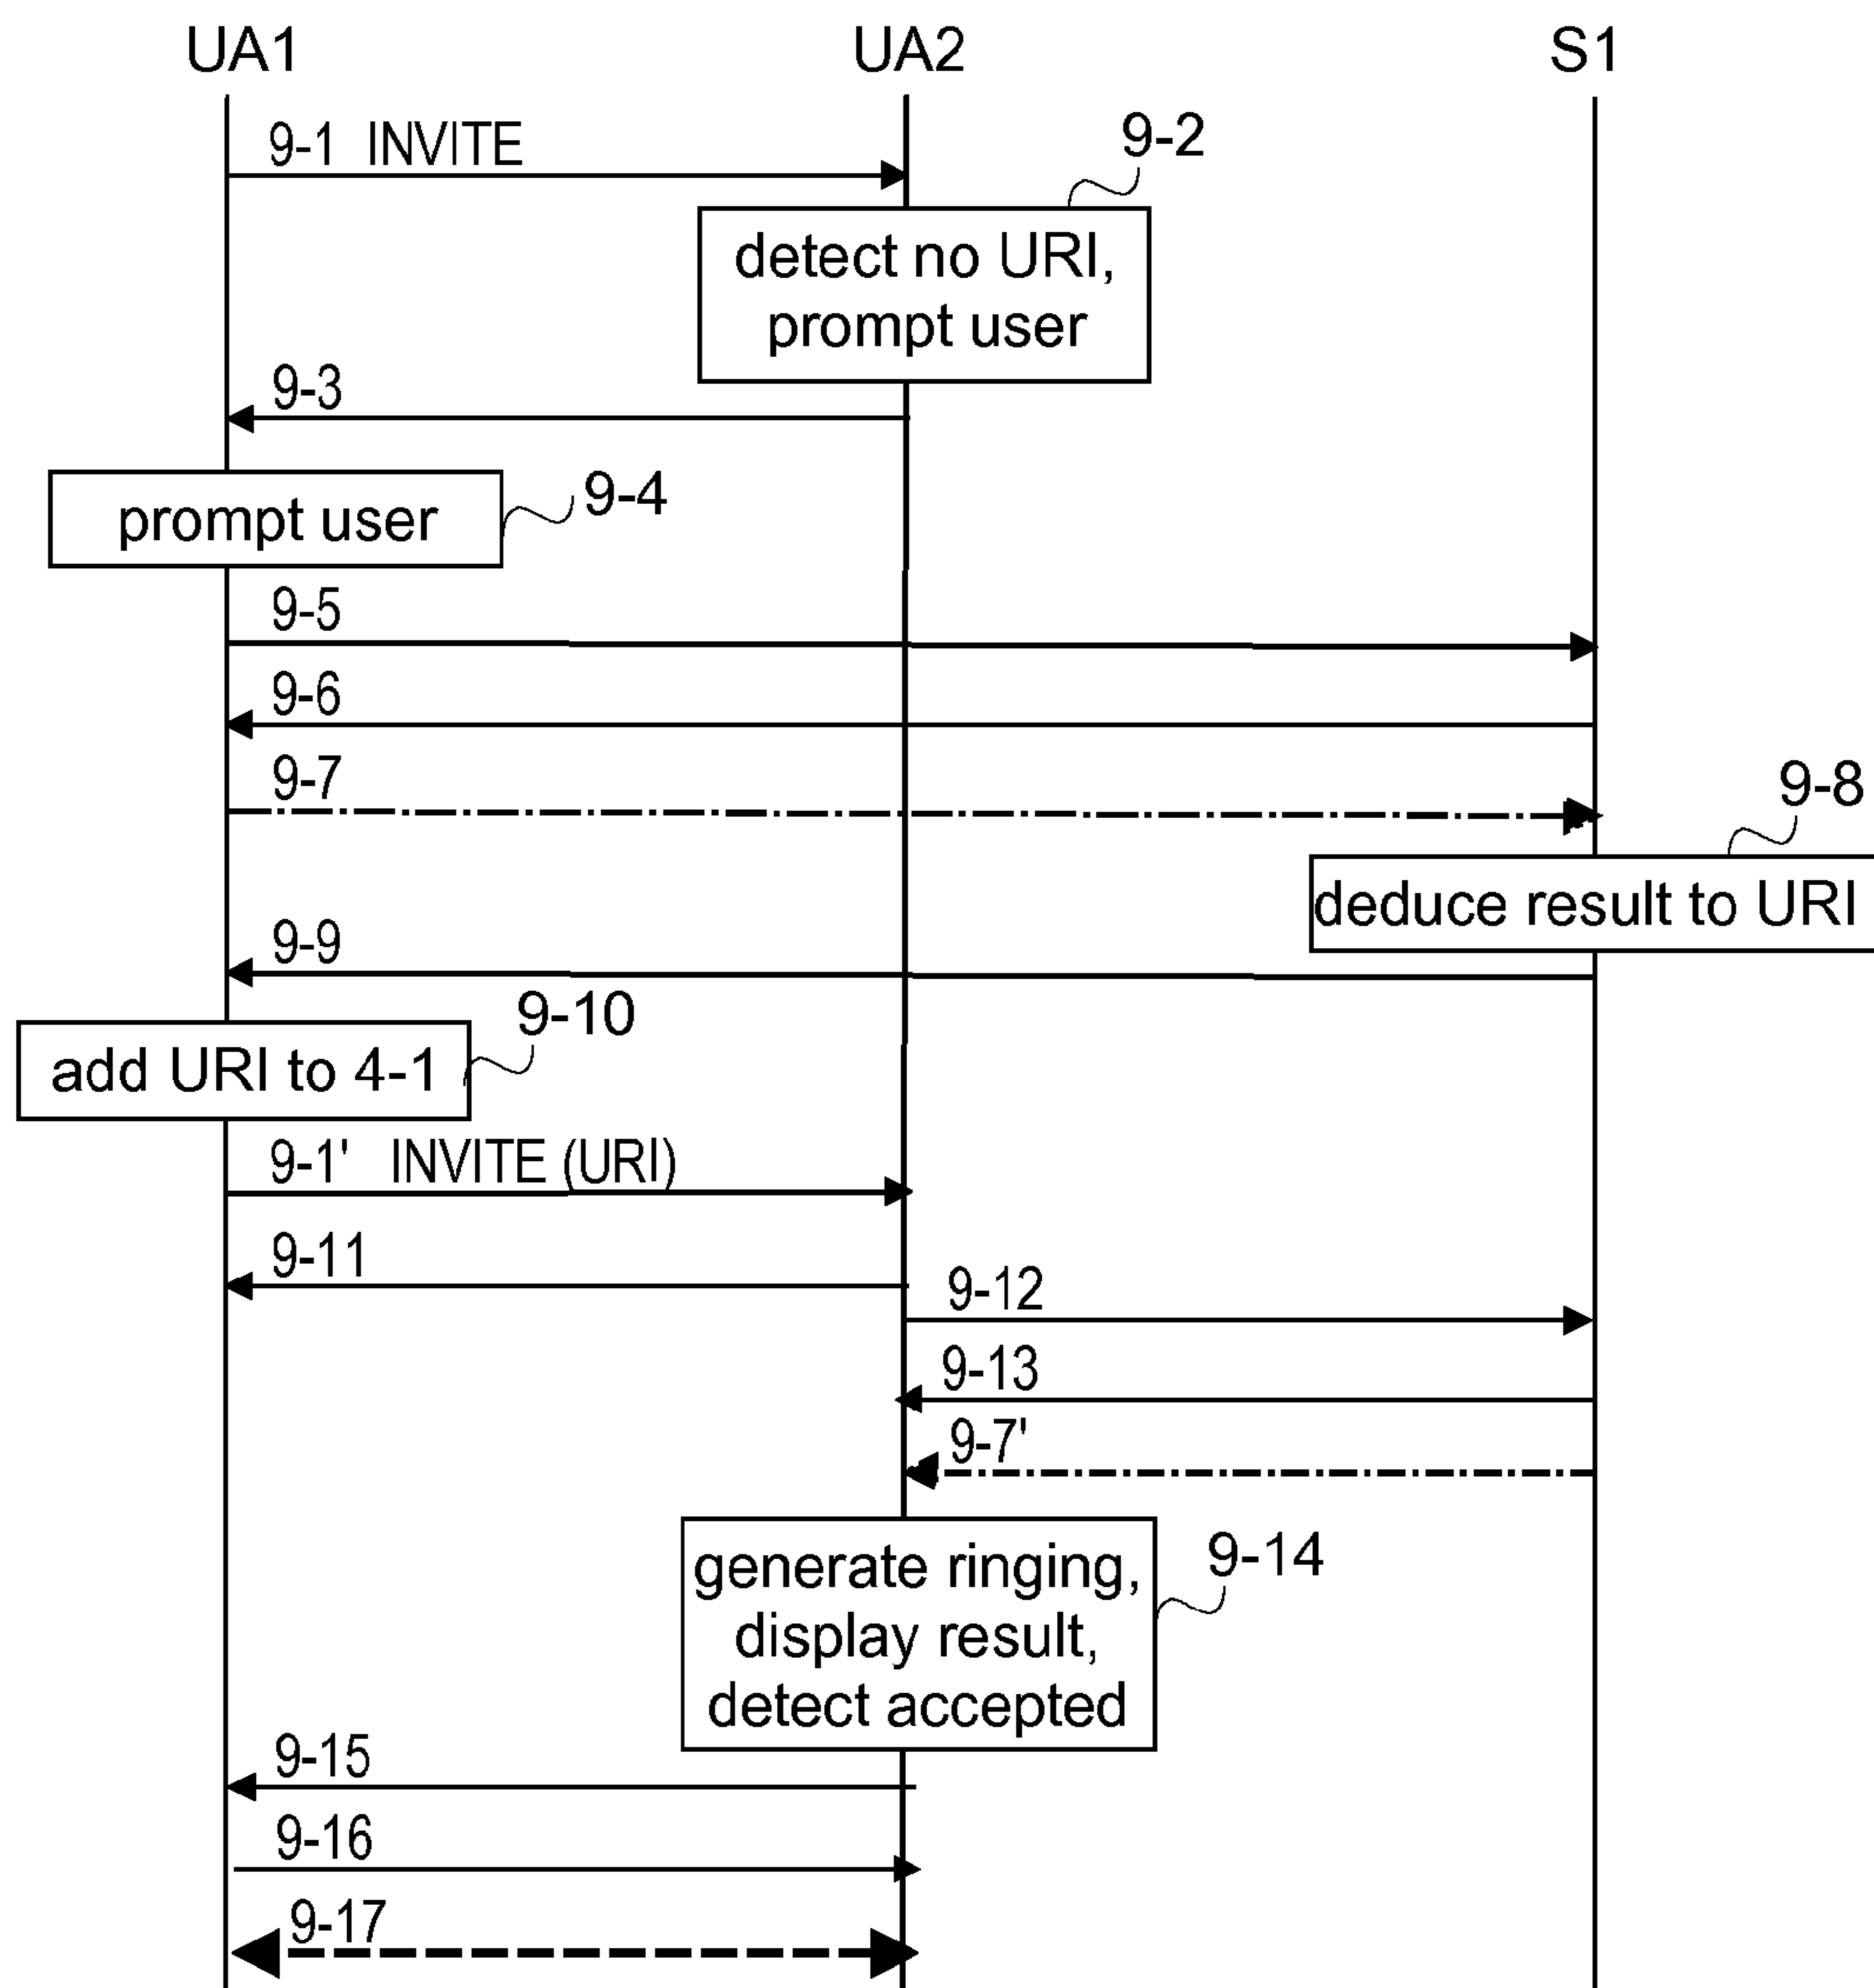 UA1 UA2 S1
9-1 INVITE
9-2
detect no URI,
prompt user
9-3
prompt user
9-4
9-5
9-6
9-7
9-8
deduce result to URI
9-9
9-10
add URI to 4-1
9-1' INVITE (URI)
9-11
9-12
9-13
9-7'
generate ringing,
display result,
detect accepted
9-14
9-15
9-16
9-17